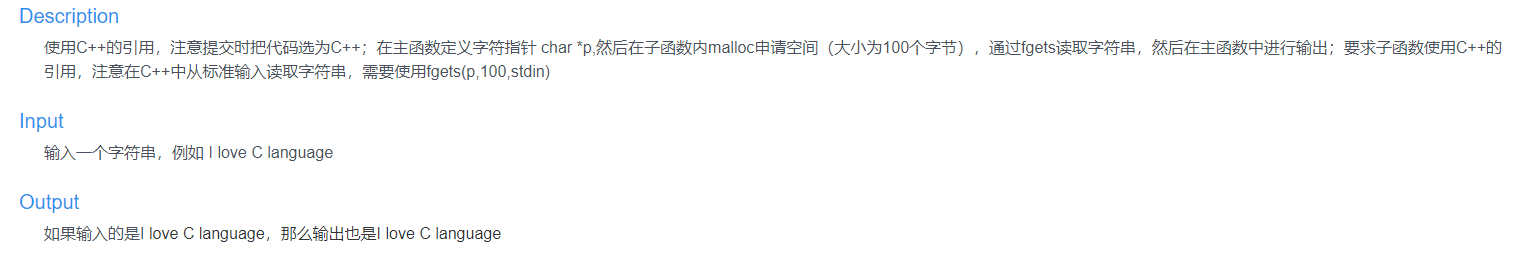 Description
使用C++的引用，注意提交时把代码选为C++；在主函数定义字符指针 char *p,然后在子函数内malloc申请空间（大小为100个字节），通过fgets读取字符串，然后在主函数中进行输出；要求子函数使用C++的
引用，注意在C++中从标准输入读取字符串，需要使用fgets(p,100,stdin)
Input
输入一个字符串，例如 I love C language
Output
如果输入的是I love C language，那么输出也是I love C language